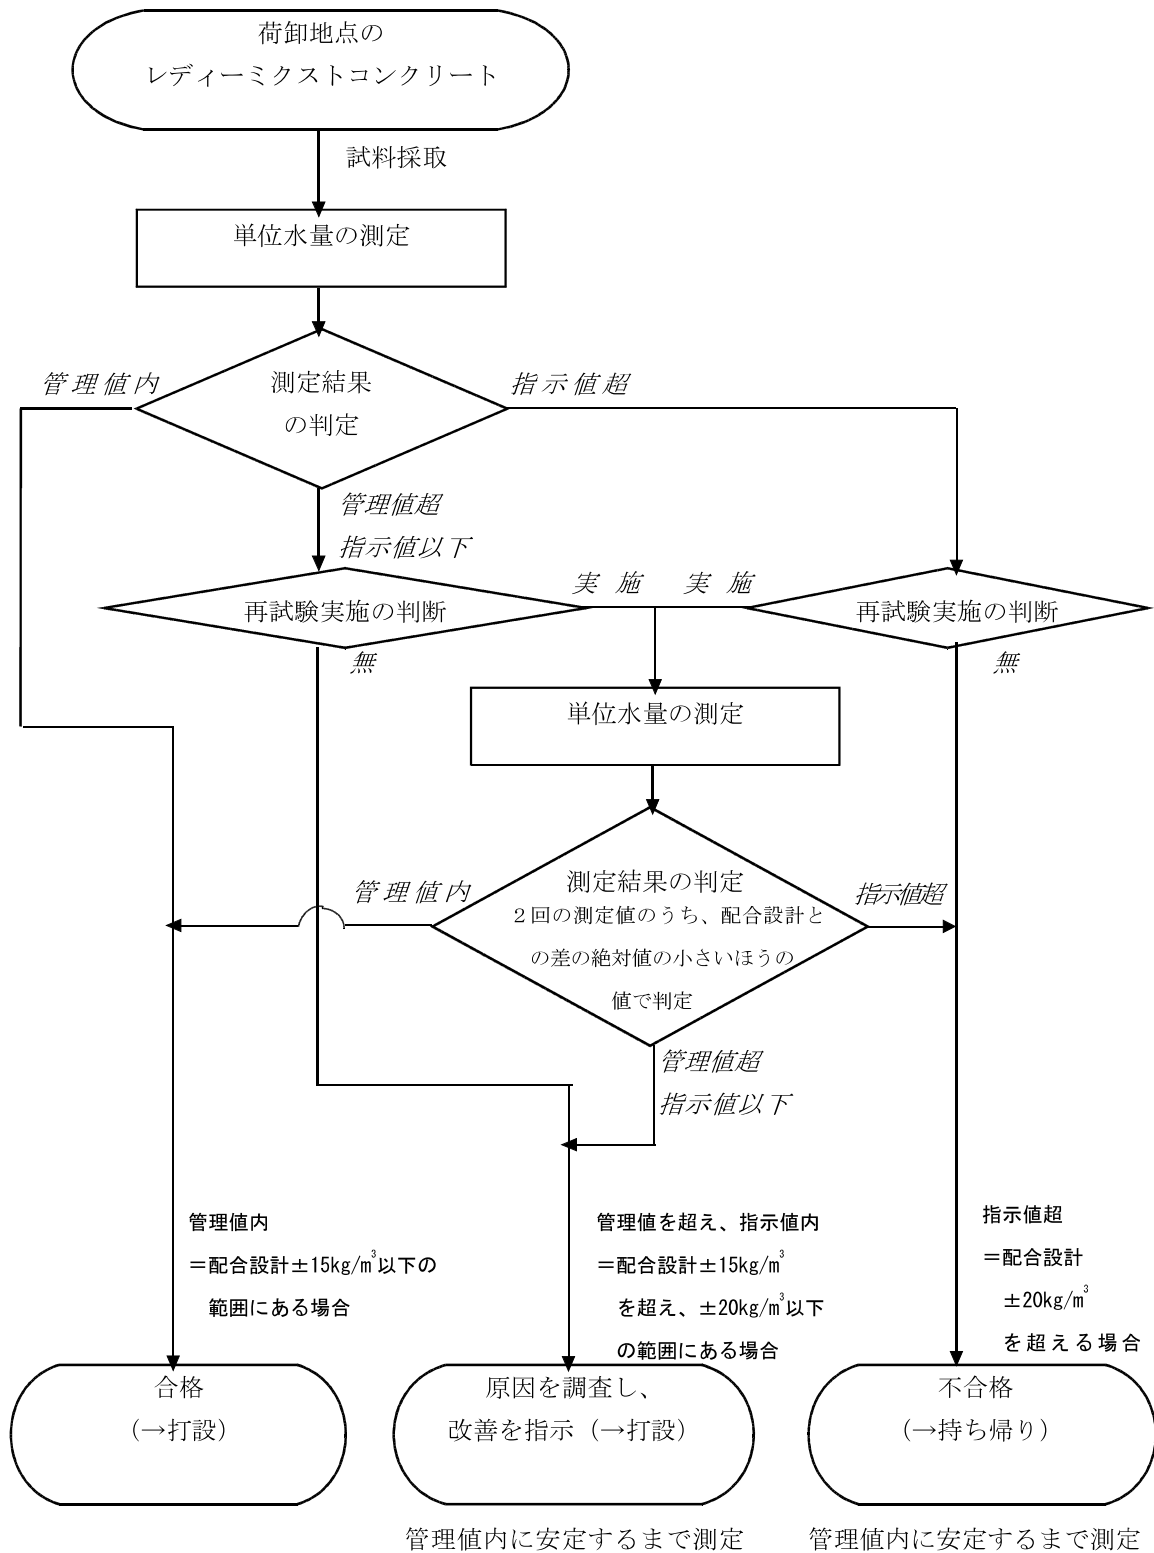 荷卸地点の
レディーミクストコンクリート
試料採取
単位水量の測定
管理値内
測定結果
の判定
指示値超
管理値超
指示値以下
再試験実施の判断
実 施
実 施
再試験実施の判断
無
無
単位水量の測定
管理値内
測定結果の判定
２回の測定値のうち、配合設計と
の差の絶対値の小さいほうの
値で判定
指示値超
管理値超
指示値以下
管理値内
＝配合設計±15kg/m³以下の
範囲にある場合
管理値を超え、指示値内
＝配合設計±15kg/m³
を超え、±20kg/m³以下
の範囲にある場合
指示値超
＝配合設計
±20kg/m³
を超える場合
合格
（→打設）
原因を調査し、
改善を指示（→打設）
不合格
（→持ち帰り）
管理値内に安定するまで測定
管理値内に安定するまで測定